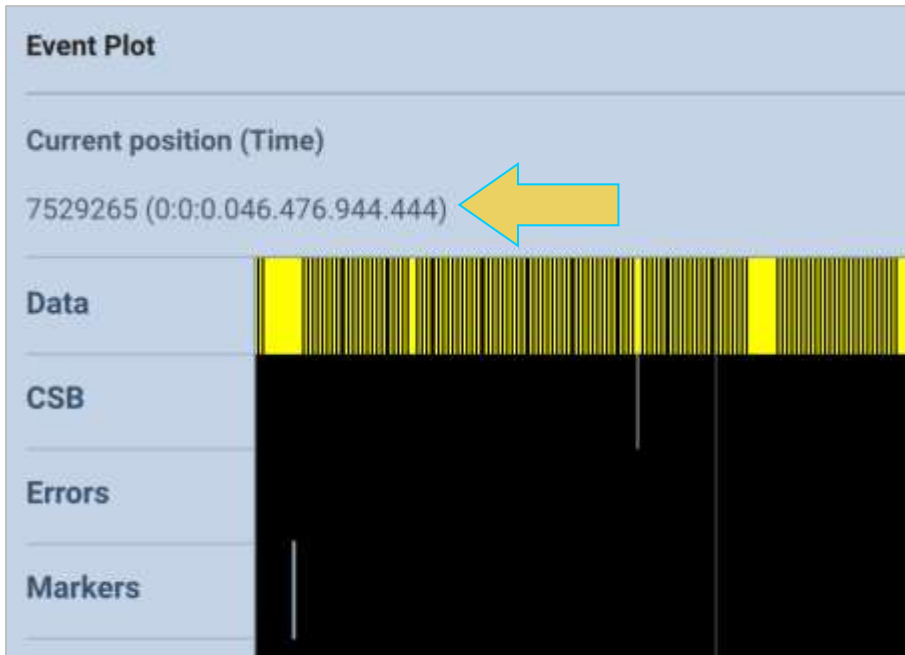 Event Plot
Current position (Time)
7529265 (0:0:0.046.476.944.444)
Data
CSB
Errors
Markers